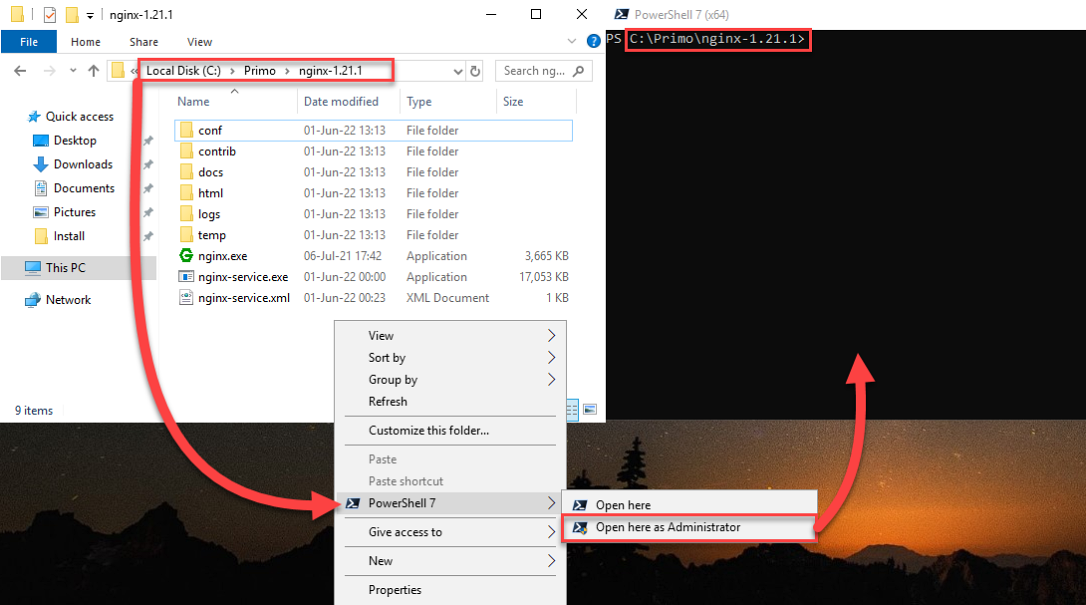 nginx-1.21.1
File Home Share View
Local Disk (C:) Primo nginx-1.21.1 Search ng...
Name Date modified Type Size
Quick access
Desktop
Downloads
Documents
Pictures
Install
This PC
Network
conf 01-Jun-22 13:13 File folder
contrib 01-Jun-22 13:13 File folder
docs 01-Jun-22 13:13 File folder
html 01-Jun-22 13:13 File folder
logs 01-Jun-22 13:13 File folder
temp 01-Jun-22 13:13 File folder
nginx.exe 06-Jul-21 17:42 Application 3,665 KB
nginx-service.exe 01-Jun-22 00:00 Application 17,053 KB
nginx-service.xml 01-Jun-22 00:23 XML Document 1 KB
9 items
View
Sort by
Group by
Refresh
Customize this folder...
Paste
Paste shortcut
PowerShell 7
Give access to
New
Properties
Open here
Open here as Administrator
PowerShell 7 (x64)
PS C:\Primo\nginx-1.21.1>